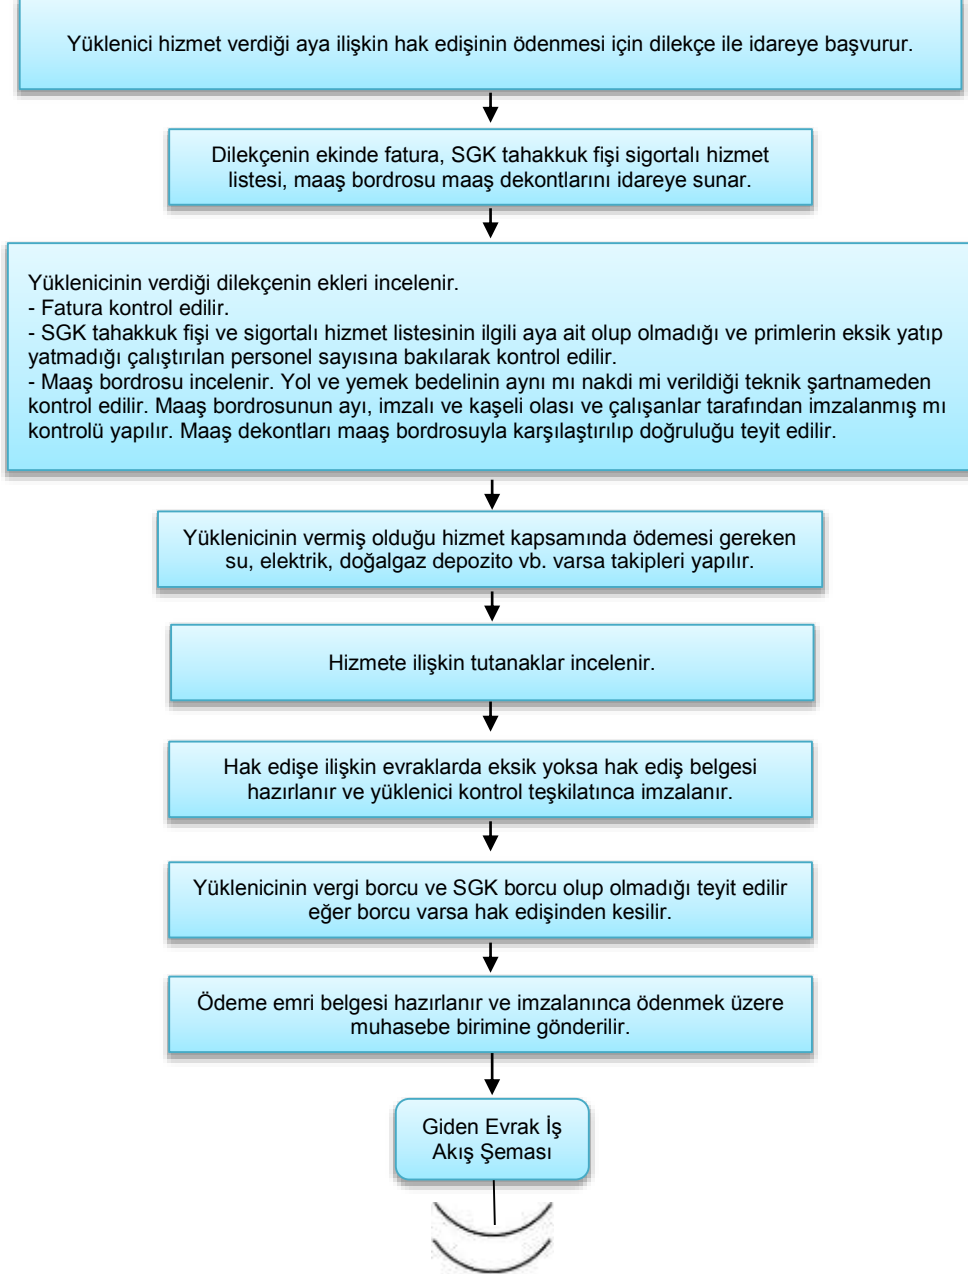 Yüklenici hizmet verdiği aya ilişkin hak edişinin ödenmesi için dilekçe ile idareye başvurur.
Dilekçenin ekinde fatura, SGK tahakkuk fişi sigortalı hizmet
listesi, maaş bordrosu maaş dekontlarını idareye sunar.
Yüklenicinin verdiği dilekçenin ekleri incelenir.
- Fatura kontrol edilir.
- SGK tahakkuk fişi ve sigortalı hizmet listesinin ilgili aya ait olup olmadığı ve primlerin eksik yatıp
yatmadığı çalıştırılan personel sayısına bakılarak kontrol edilir.
- Maaş bordrosu incelenir. Yol ve yemek bedelinin aynı mı nakdi mi verildiği teknik şartnameden
kontrol edilir. Maaş bordrosunun ayı, imzalı ve kaşeli olası ve çalışanlar tarafından imzalanmış mı
kontrolü yapılır. Maaş dekontları maaş bordrosuyla karşılaştırılıp doğruluğu teyit edilir.
Yüklenicinin vermiş olduğu hizmet kapsamında ödemesi gereken
su, elektrik, doğalgaz depozito vb. varsa takipleri yapılır.
Hizmete ilişkin tutanaklar incelenir.
Hak edişe ilişkin evraklarda eksik yoksa hak ediş belgesi
hazırlanır ve yüklenici kontrol teşkilatınca imzalanır.
Yüklenicinin vergi borcu ve SGK borcu olup olmadığı teyit edilir
eğer borcu varsa hak edişinden kesilir.
Ödeme emri belgesi hazırlanır ve imzalanınca ödenmek üzere
muhasebe birimine gönderilir.
Giden Evrak İş
Akış Şeması